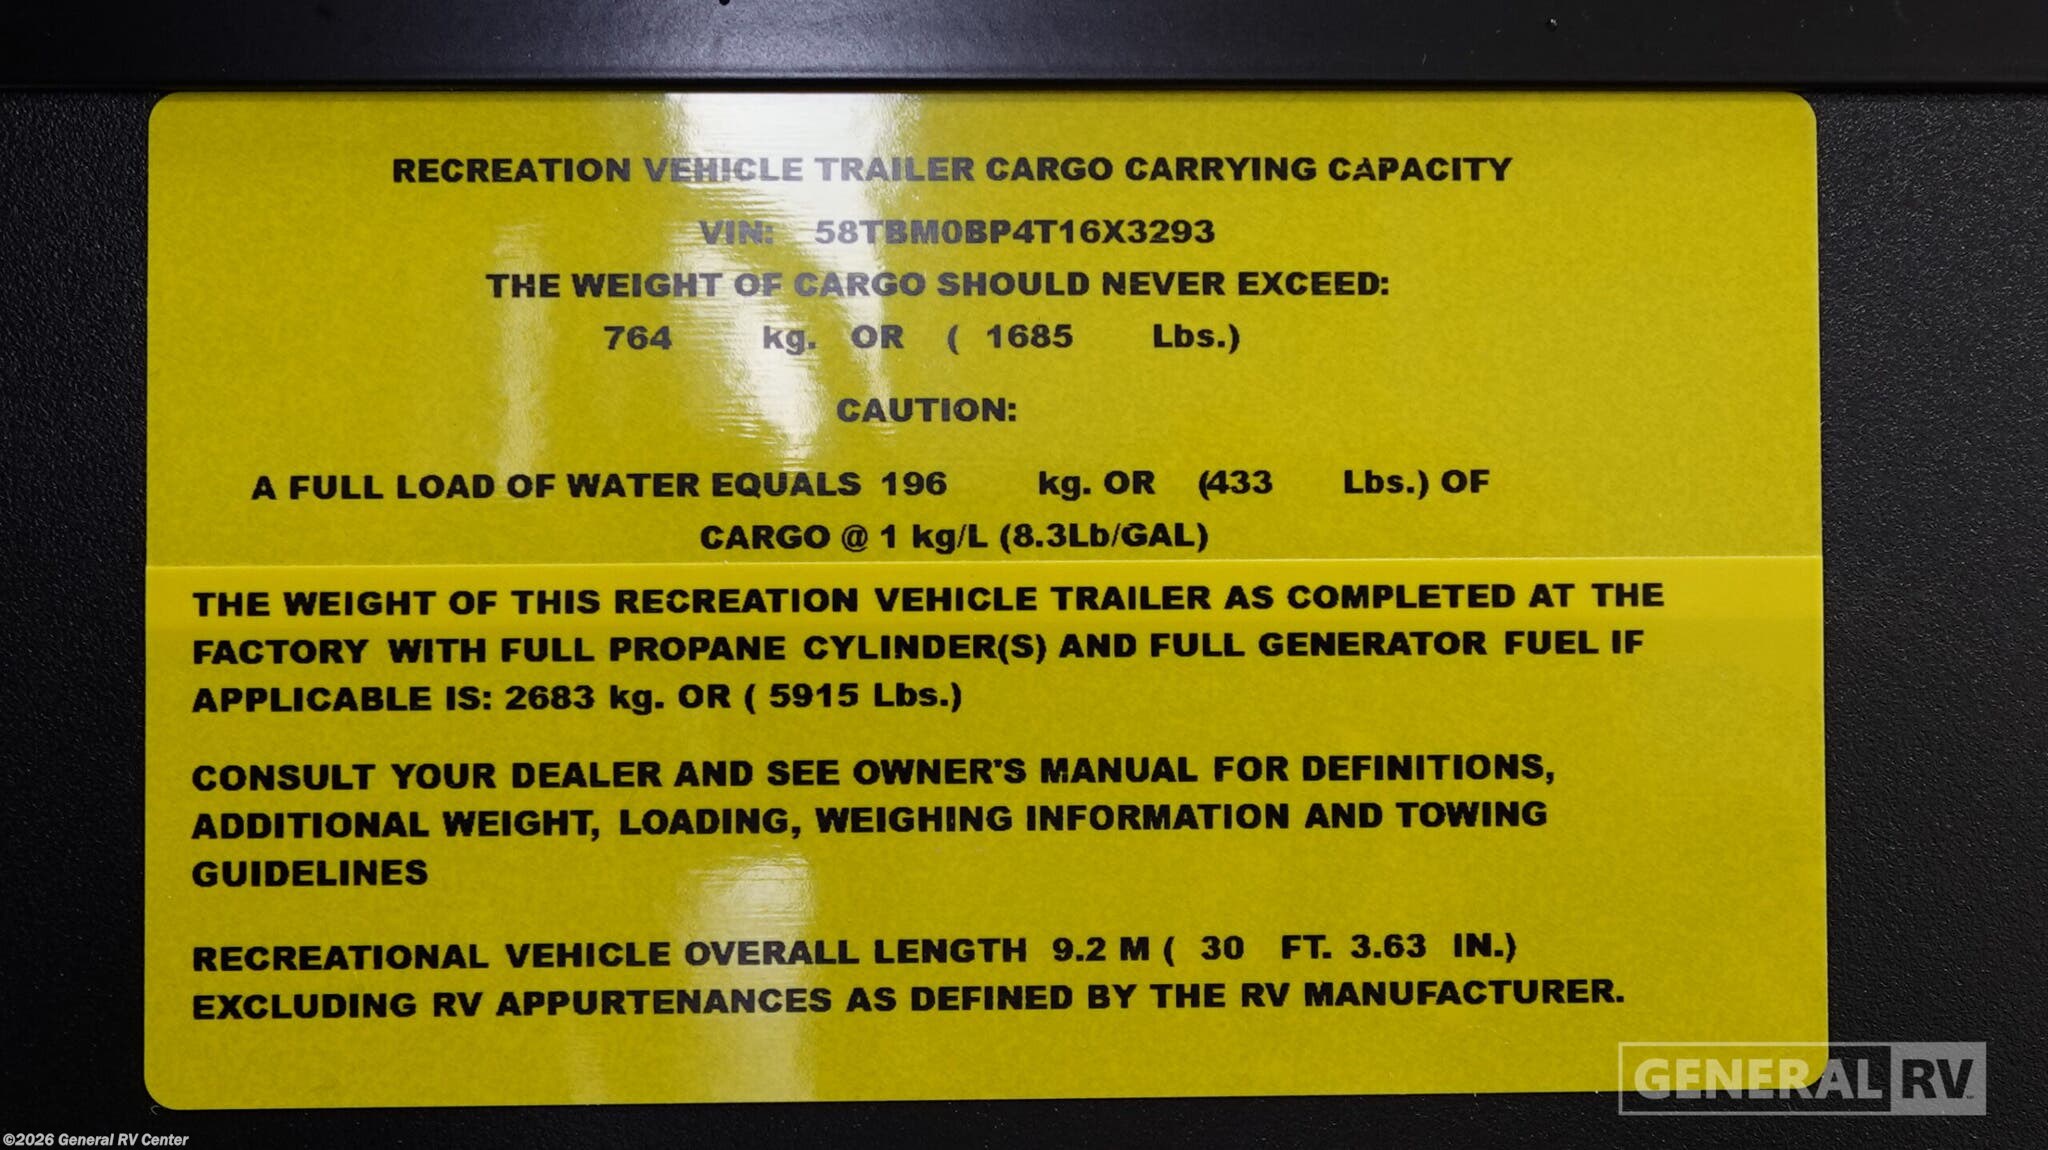 RECREATION VEHICLE TRAILER CARGO CARRYING CAPACITY
VIN: 58TBM0BP4T16X3293
THE WEIGHT OF CARGO SHOULD NEVER EXCEED:
764 kg. OR ( 1685 Lbs.)
CAUTION:
A FULL LOAD OF WATER EQUALS 196 kg. OR (433 Lbs.) OF
CARGO @ 1 kg/L (8.3Lb/GAL)
THE WEIGHT OF THIS RECREATION VEHICLE TRAILER AS COMPLETED AT THE
FACTORY WITH FULL PROPANE CYLINDER(S) AND FULL GENERATOR FUEL IF
APPLICABLE IS: 2683 kg. OR ( 5915 Lbs.)
CONSULT YOUR DEALER AND SEE OWNER'S MANUAL FOR DEFINITIONS,
ADDITIONAL WEIGHT, LOADING, WEIGHING INFORMATION AND TOWING
GUIDELINES
RECREATIONAL VEHICLE OVERALL LENGTH 9.2 M ( 30 FT. 3.63 IN.)
EXCLUDING RV APPURTENANCES AS DEFINED BY THE RV MANUFACTURER.
GENERAL RV
©2026 General RV Center